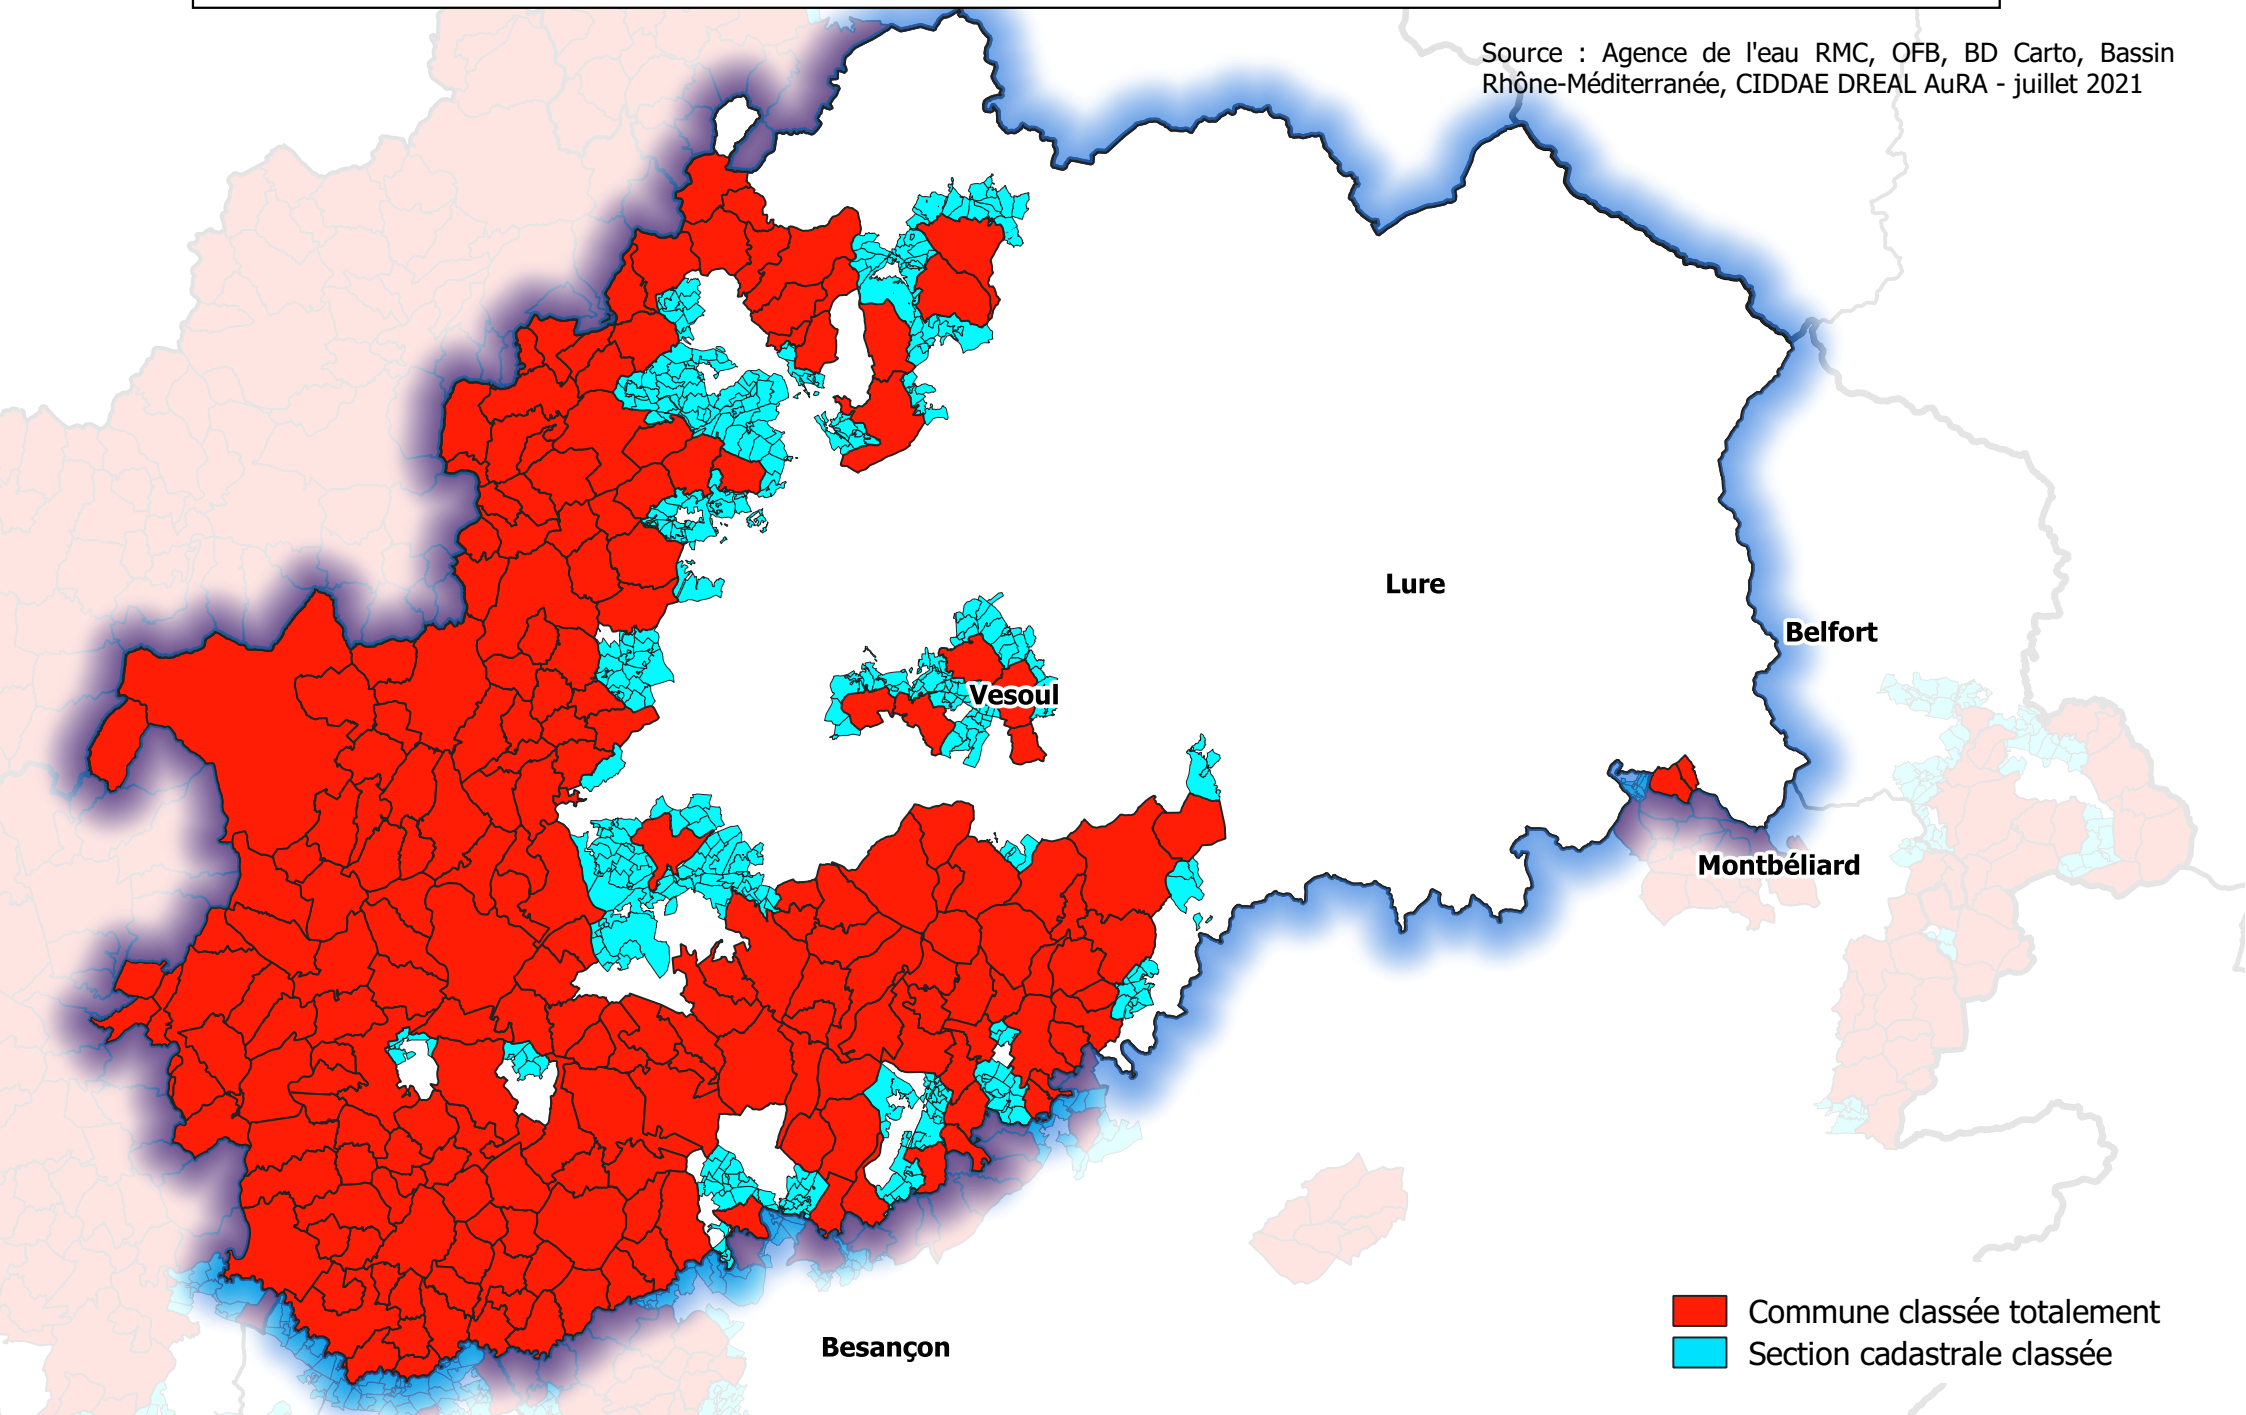 Source : Agence de l'eau RMC, OFB, BD Carto, Bassin
Rhône-Méditerranée, CIDDAE DREAL AuRA - juillet 2021
Lure
Belfort
Vesoul
Montbéliard
Commune classée totalement
Besançon
Section cadastrale classée